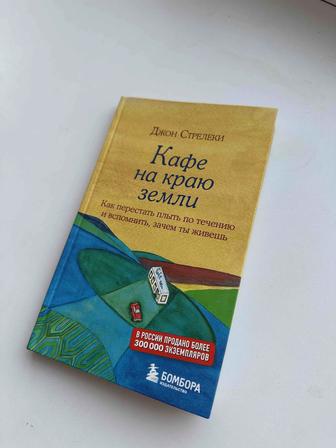 Джон Стрелеки
Кафе
на краю
земли
Как перестать плыть по течению
и вспомнить, зачем ты живешь
В РОССИИ ПРОДАНО БОЛЕЕ
300 000 ЭКЗЕМПЛЯРОВ
БОМБОРА
ИЗДАТЕЛЬСТВО